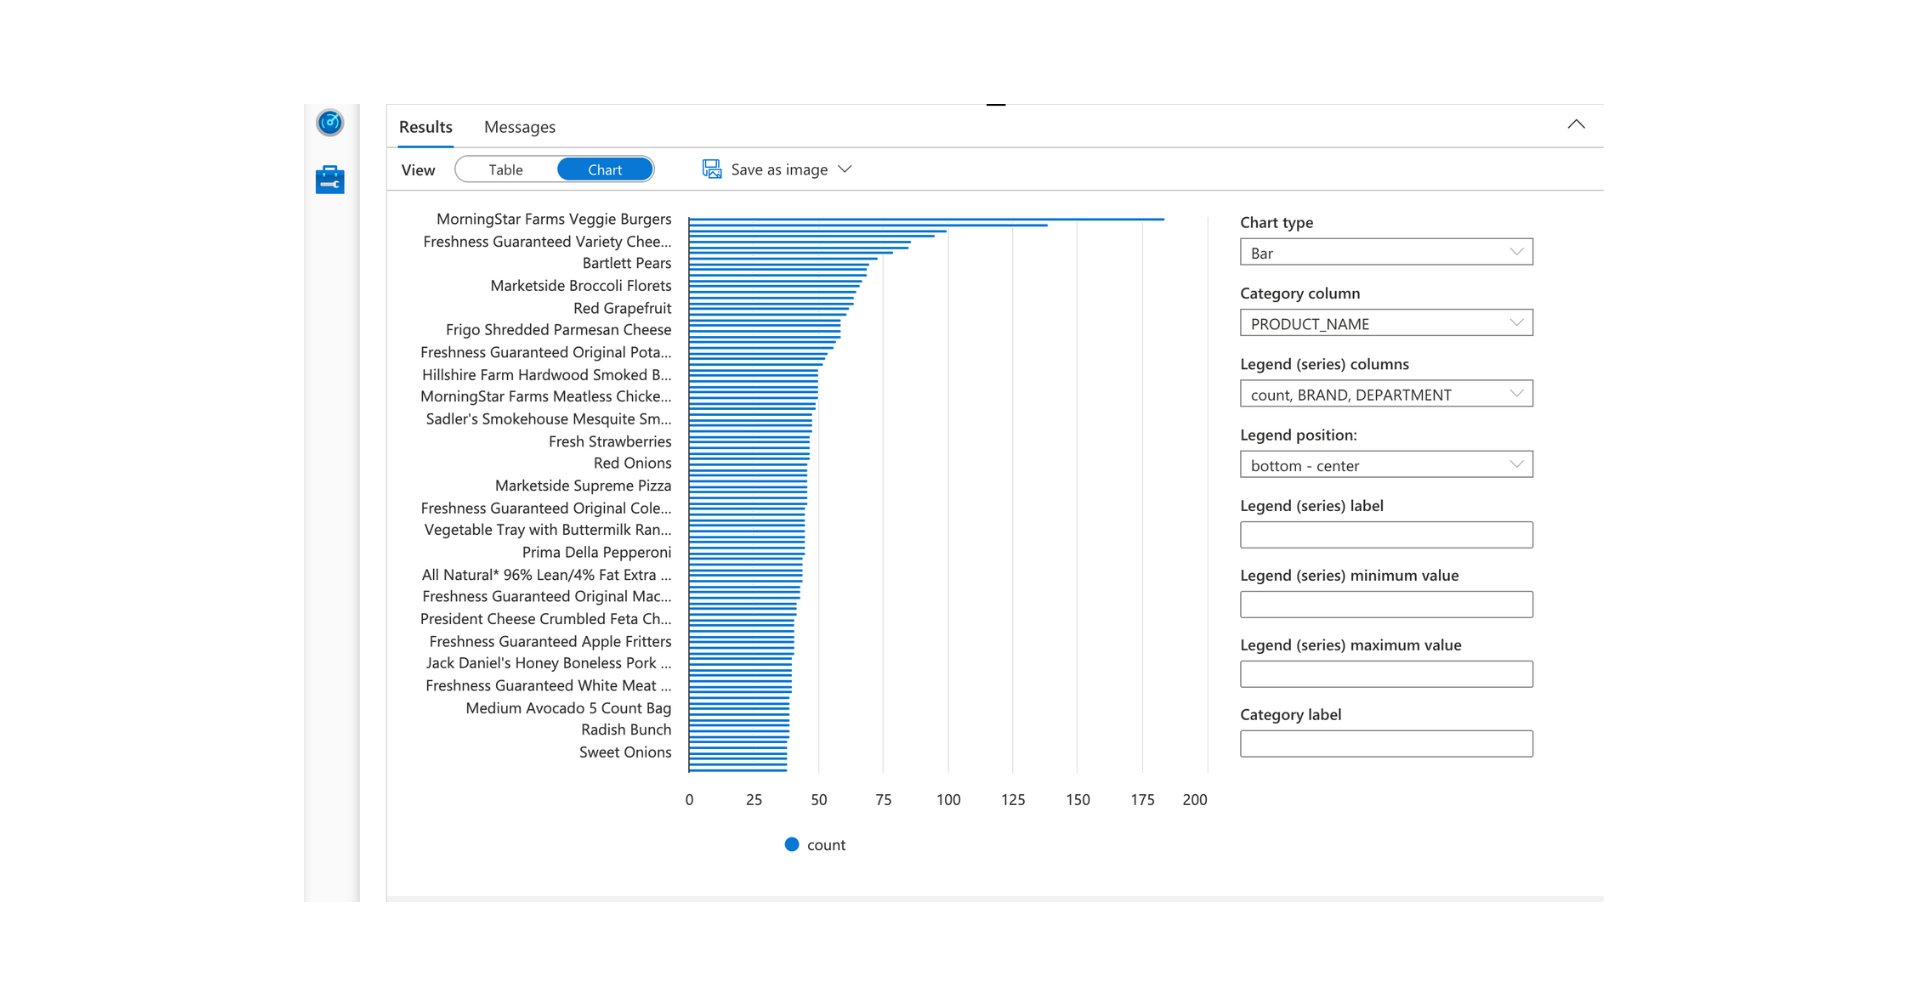 Results Messages
View Table Chart Save as image
MorningStar Farms Veggie Burgers
Freshness Guaranteed Variety Chee...
Bartlett Pears
Marketside Broccoli Florets
Red Grapefruit
Frigo Shredded Parmesan Cheese
Freshness Guaranteed Original Pota...
Hillshire Farm Hardwood Smoked B...
MorningStar Farms Meatless Chicke...
Sadler's Smokehouse Mesquite Sm...
Fresh Strawberries
Red Onions
Marketside Supreme Pizza
Freshness Guaranteed Original Cole...
Vegetable Tray with Buttermilk Ran...
Prima Della Pepperoni
All Natural* 96% Lean/4% Fat Extra ...
Freshness Guaranteed Original Mac...
President Cheese Crumbled Feta Ch...
Freshness Guaranteed Apple Fritters
Jack Daniel's Honey Boneless Pork ...
Freshness Guaranteed White Meat ...
Medium Avocado 5 Count Bag
Radish Bunch
Sweet Onions
0 25 50 75 100 125 150 175 200
count
Chart type
Bar
Category column
PRODUCT_NAME
Legend (series) columns
count, BRAND, DEPARTMENT
Legend position:
bottom - center
Legend (series) label
Legend (series) minimum value
Legend (series) maximum value
Category label